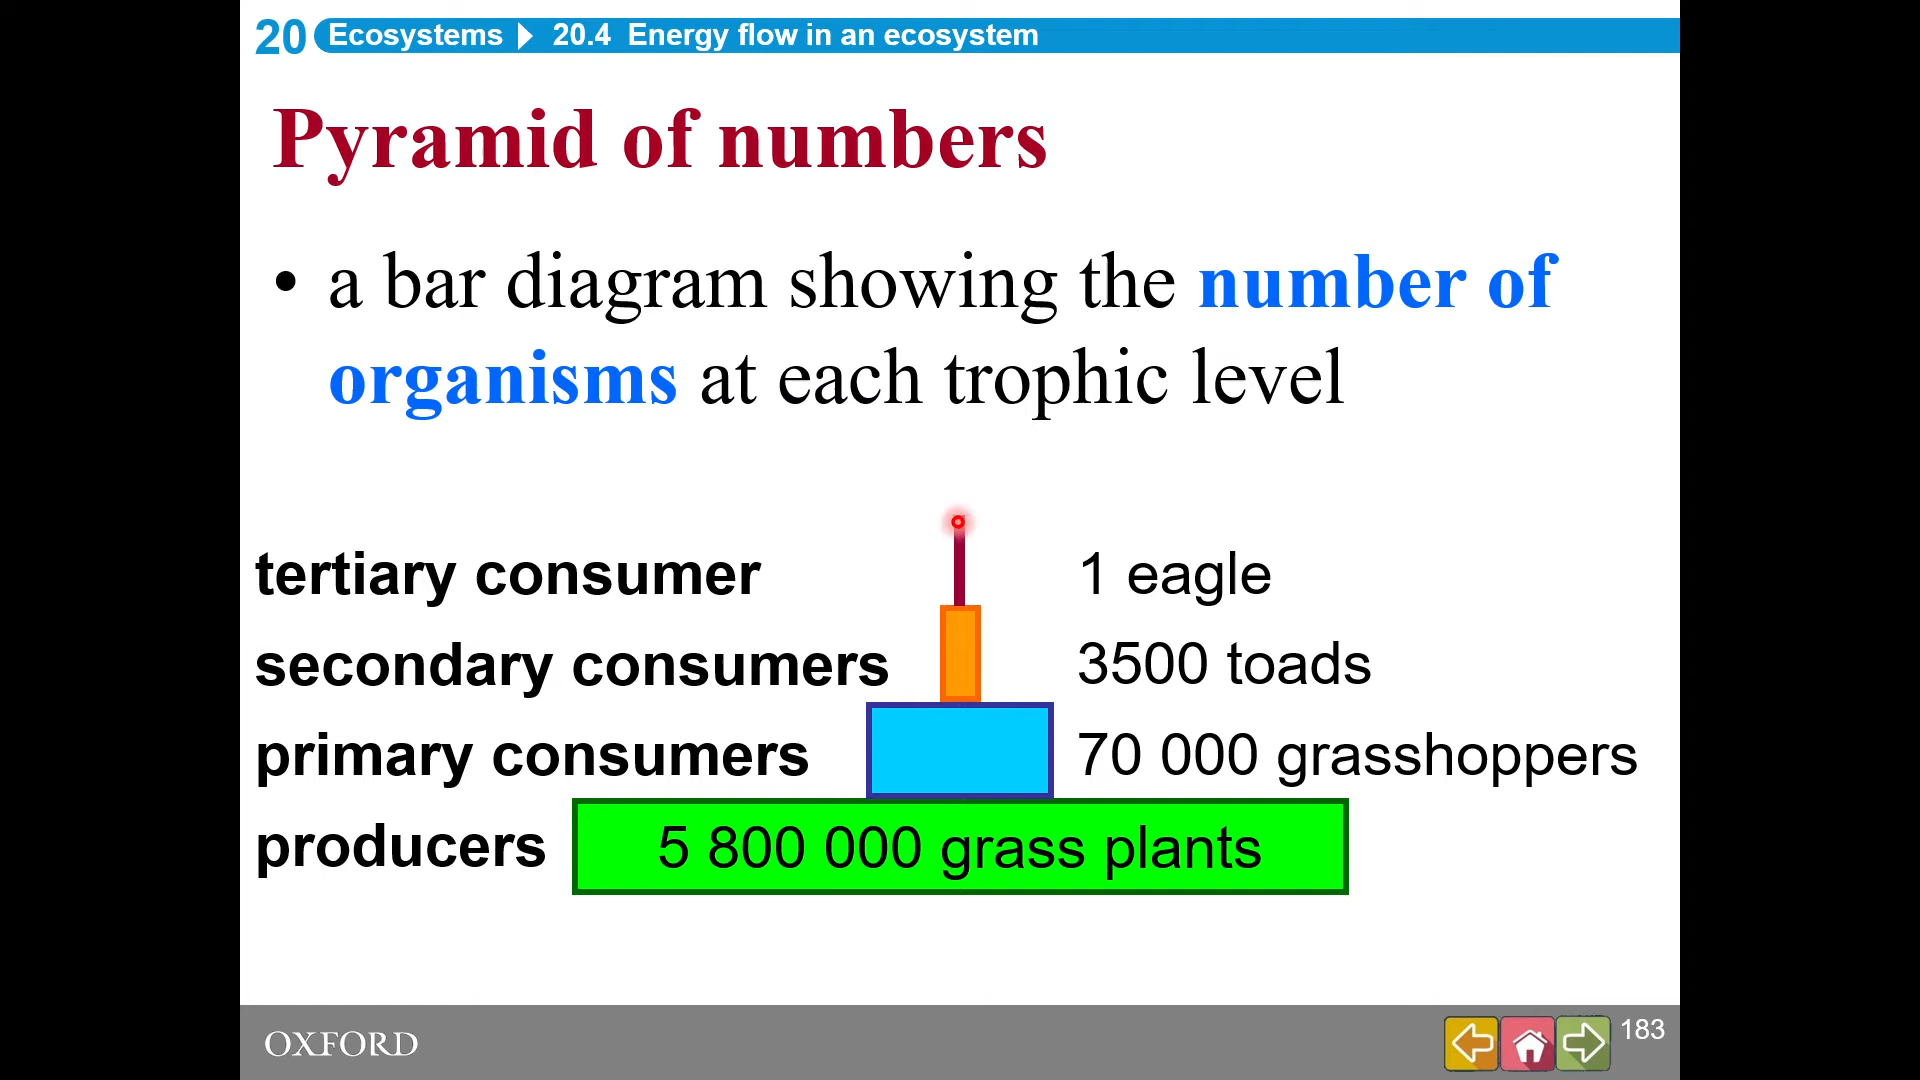 20 Ecosystems 20.4 Energy flow in an ecosystem
Pyramid of numbers
• a bar diagram showing the number of
organisms at each trophic level
tertiary consumer 1 eagle
secondary consumers 3500 toads
primary consumers 70 000 grasshoppers
producers 5 800 000 grass plants
OXFORD 183